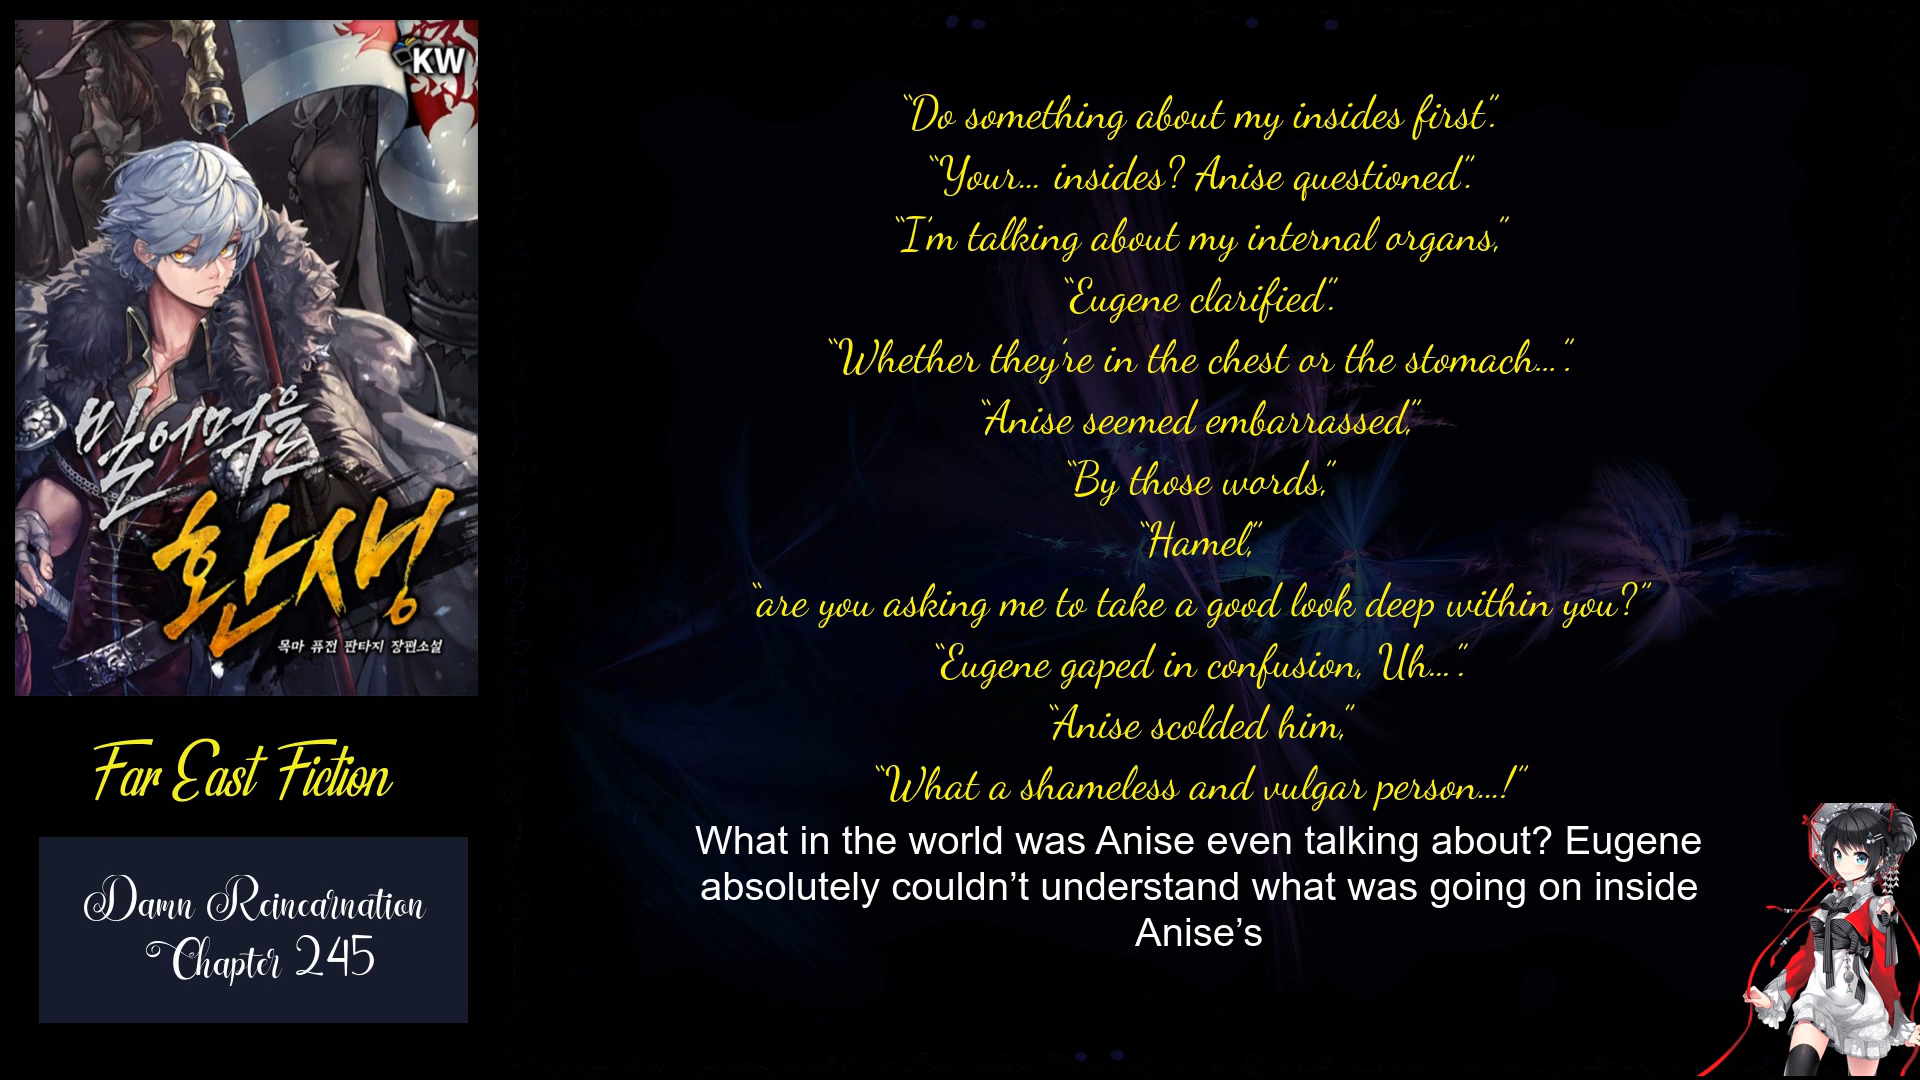 KW
빌어먹을
환생
목마 퓨전 판타지 장편소설
Far East Fiction
Damn Reincarnation
Chapter 245
“Do something about my insides first”.
“Your… insides? Anise questioned”.
“I’m talking about my internal organs,”
“Eugene clarified”.
“Whether they’re in the chest or the stomach…”.
“Anise seemed embarrassed,”
“By those words,”
“Hamel,”
“are you asking me to take a good look deep within you?”
“Eugene gaped in confusion, Uh…”.
“Anise scolded him,”
“What a shameless and vulgar person…!”
What in the world was Anise even talking about? Eugene
absolutely couldn’t understand what was going on inside
Anise’s